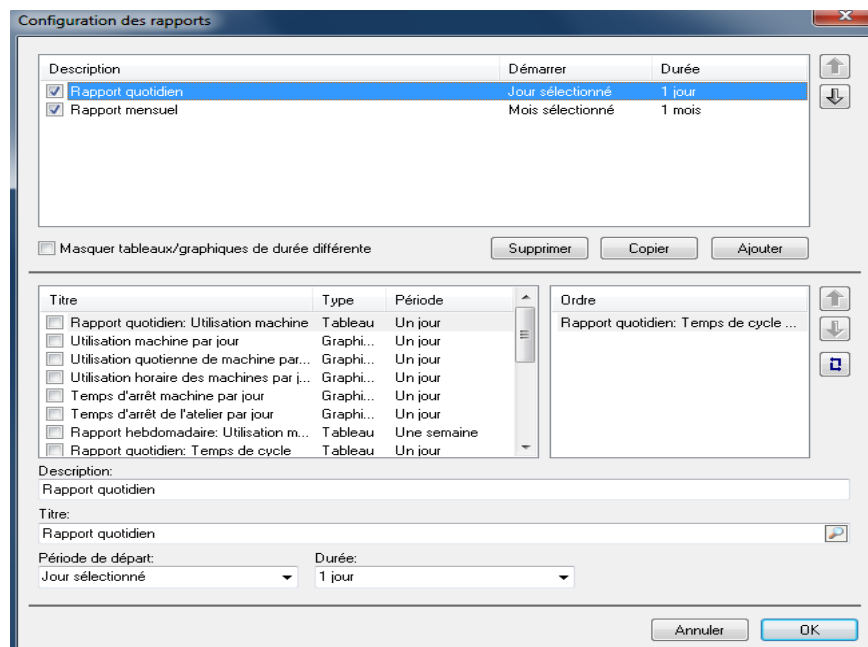 Configuration des rapports
Description Démarrer Durée
Rapport quotidien Jour sélectionné 1 jour
Rapport mensuel Mois sélectionné 1 mois
Masquer tableaux/graphiques de durée différente Supprimer Copier Ajouter
Titre Type Période Ordre
Rapport quotidien: Utilisation machine Tableau Un jour Rapport quotidien: Temps de cycle ...
Utilisation machine par jour Graphi... Un jour
Utilisation quotienne de machine par... Graphi... Un jour
Utilisation horaire des machines par j... Graphi... Un jour
Temps d'arrêt machine par jour Graphi... Un jour
Temps d'arrêt de l'atelier par jour Graphi... Un jour
Rapport hebdomadaire: Utilisation m... Tableau Une semaine
Rapport quotidien: Temps de cycle Tableau Un jour
Description:
Rapport quotidien
Titre:
Rapport quotidien
Période de départ: Durée:
Jour sélectionné 1 jour
Annuler OK